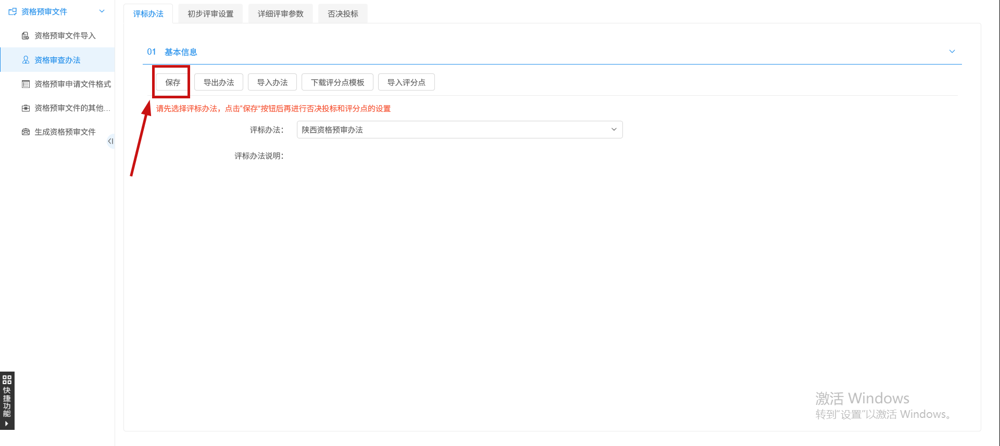 资格预审文件
资格预审文件导入
资格审查办法
资格预审申请文件格式
资格预审文件的其他...
生成资格预审文件
快捷功能
评标办法
初步评审设置
详细评审参数
否决投标
01 基本信息
保存
导出办法
导入办法
下载评分点模板
导入评分点
请先选择评标办法，点击“保存”按钮后再进行否决投标和评分点的设置
评标办法：
陕西资格预审办法
评标办法说明：
激活 Windows
转到“设置”以激活 Windows。